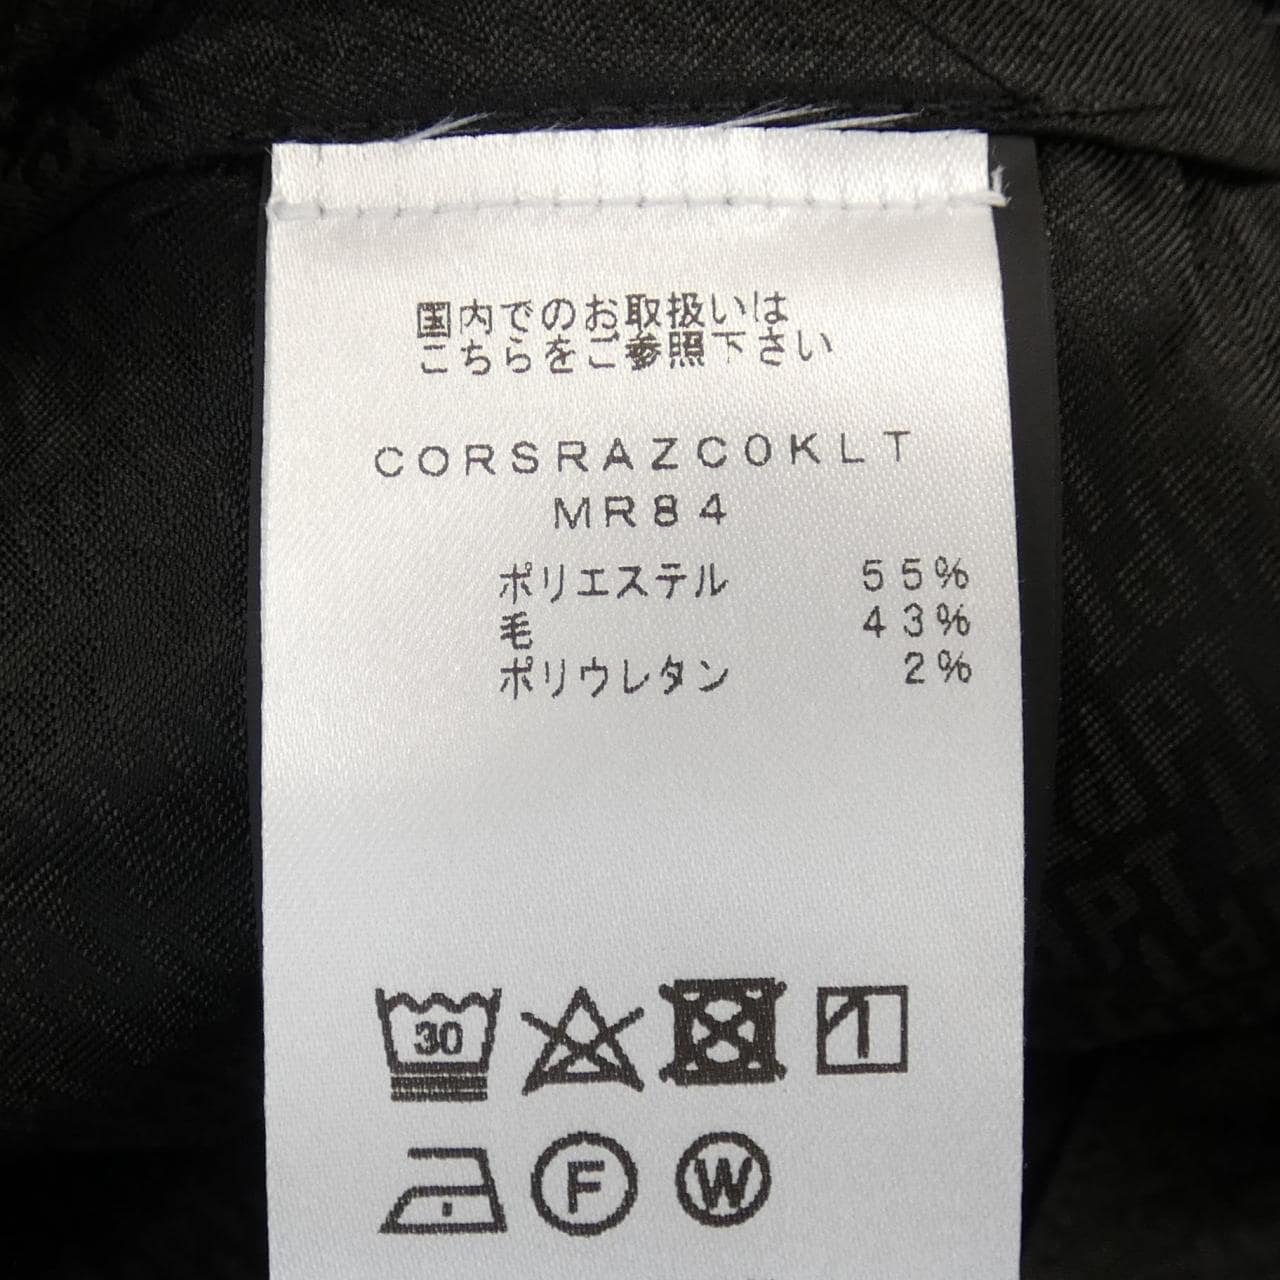 国内でのお取扱いは
こちらをご参照下さい
CORSRAZCOKLT
MR84
ポリエステル 55%
毛 43%
ポリウレタン 2%
30
F W